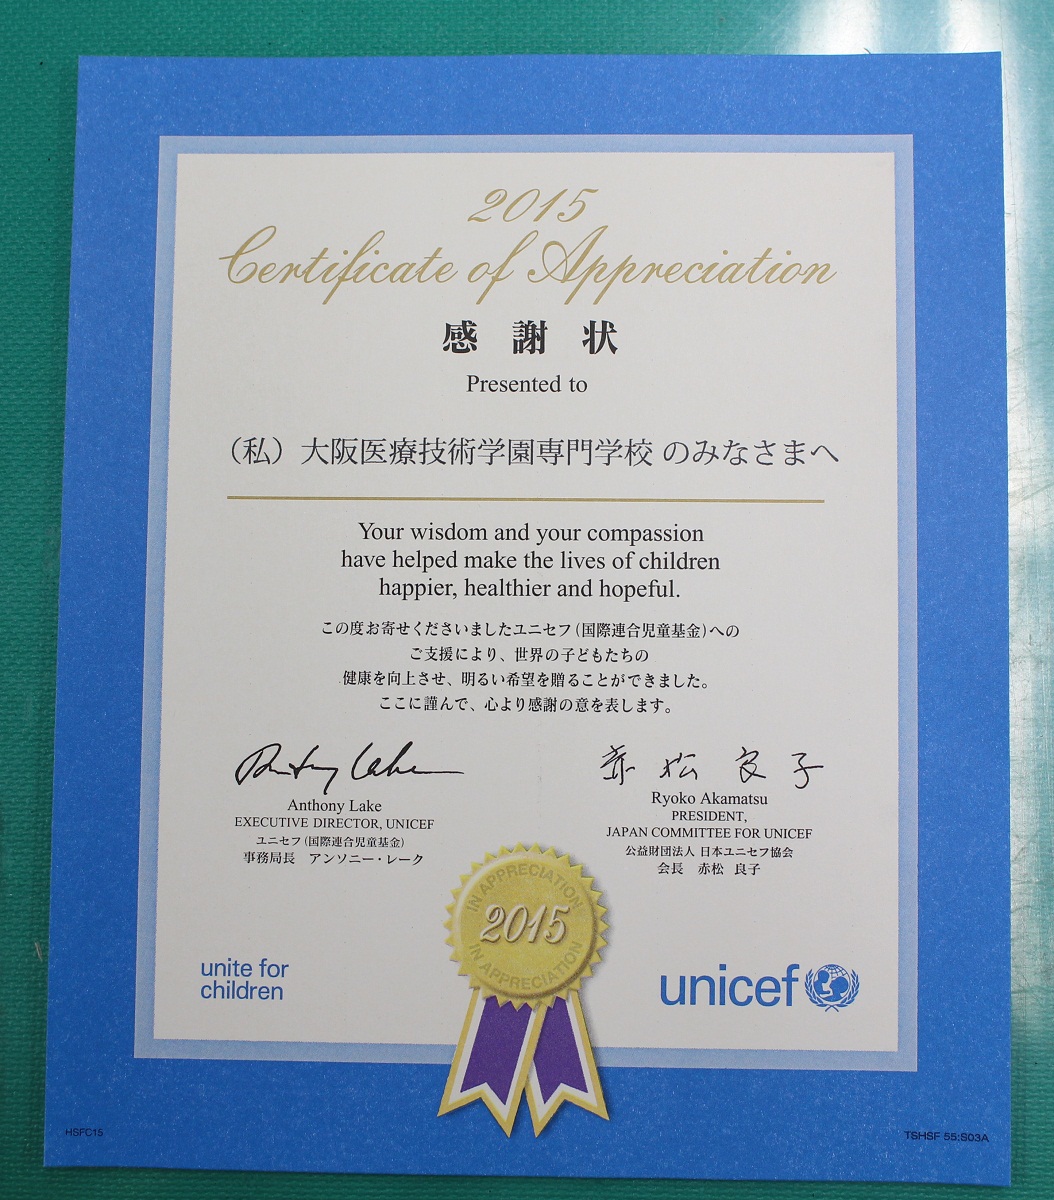 2015
Certificate of Appreciation
感謝状
Presented to
（私）大阪医療技術学園専門学校 のみなさまへ
Your wisdom and your compassion
have helped make the lives of children
happier, healthier and hopeful.
この度お寄せくださいましたユニセフ(国際連合児童基金)への
ご支援により、世界の子どもたちの
健康を向上させ、明るい希望を贈ることができました。
ここに謹んで、心より感謝の意を表します。
Anthony Lake
Anthony Lake
EXECUTIVE DIRECTOR, UNICEF
ユニセフ(国際連合児童基金)
事務局長 アンソニー・レーク
赤松良子
Ryoko Akamatsu
PRESIDENT,
JAPAN COMMITTEE FOR UNICEF
公益財団法人 日本ユニセフ協会
会長 赤松 良子
IN APPRECIATION
2015
IN APPRECIATION
unite for
children
unicef
HSFC15
TSHSF 55:S03A